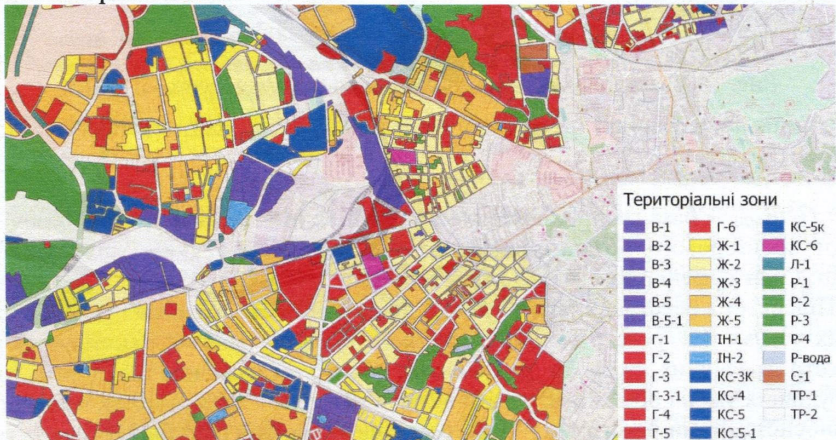 Територіальні зони
В-1
В-2
В-3
В-4
В-5
В-5-1
Г-1
Г-2
Г-3
Г-3-1
Г-4
Г-5
Г-6
Ж-1
Ж-2
Ж-3
Ж-4
Ж-5
ІН-1
ІН-2
КС-3К
КС-4
КС-5
КС-5-1
КС-5к
КС-6
Л-1
Р-1
Р-2
Р-3
Р-4
Р-вода
С-1
ТР-1
ТР-2